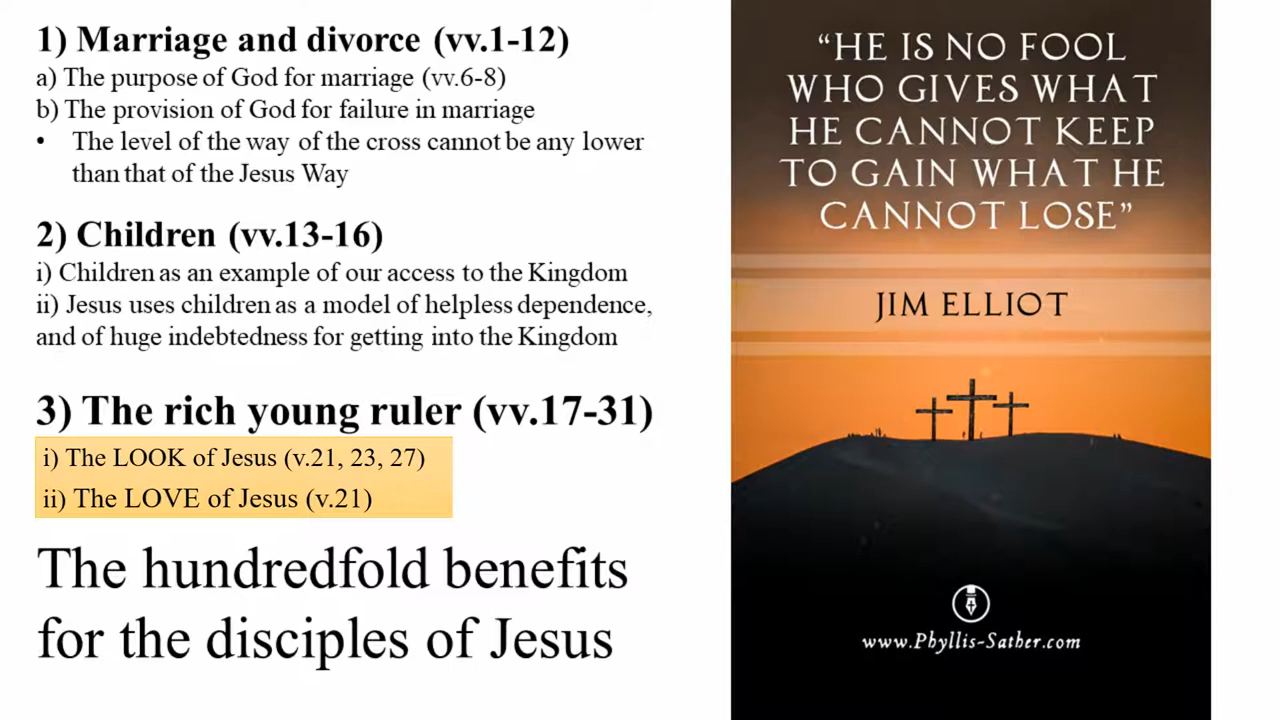 1) Marriage and divorce (vv.1-12)
a) The purpose of God for marriage (vv.6-8)
b) The provision of God for failure in marriage
• The level of the way of the cross cannot be any lower
than that of the Jesus Way
2) Children (vv.13-16)
i) Children as an example of our access to the Kingdom
ii) Jesus uses children as a model of helpless dependence,
and of huge indebtedness for getting into the Kingdom
3) The rich young ruler (vv.17-31)
i) The LOOK of Jesus (v.21, 23, 27)
ii) The LOVE of Jesus (v.21)
The hundredfold benefits
for the disciples of Jesus
“HE IS NO FOOL
WHO GIVES WHAT
HE CANNOT KEEP
TO GAIN WHAT HE
CANNOT LOSE”
JIM ELLIOT
www.Phyllis-Sather.com